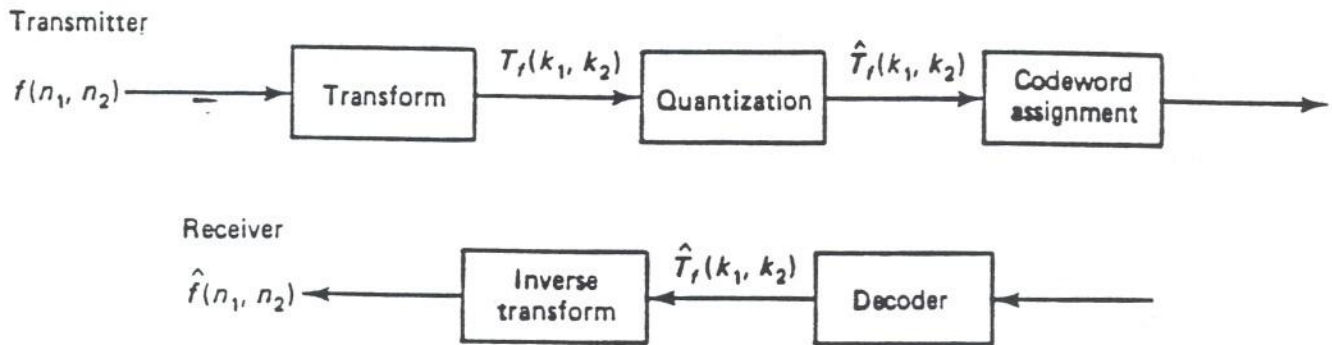 Transmitter
f(n₁, n₂)
Transform
T_f(k₁, k₂)
Quantization
T̂_f(k₁, k₂)
Codeword
assignment
Receiver
f̂(n₁, n₂)
Inverse
transform
T̂_f(k₁, k₂)
Decoder